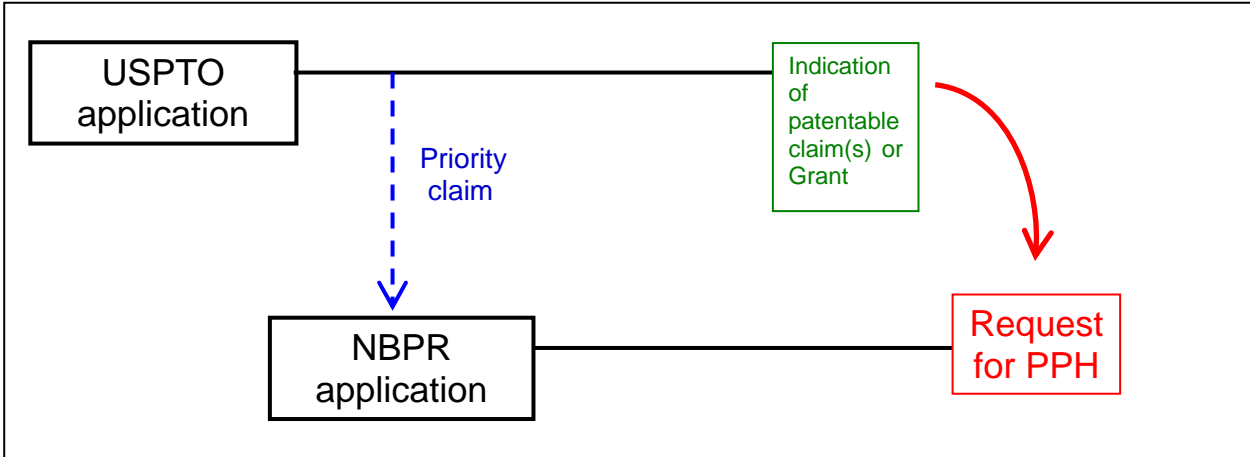 USPTO
application
Indication
of
patentable
claim(s) or
Grant
Priority
claim
NBPR
application
Request
for PPH